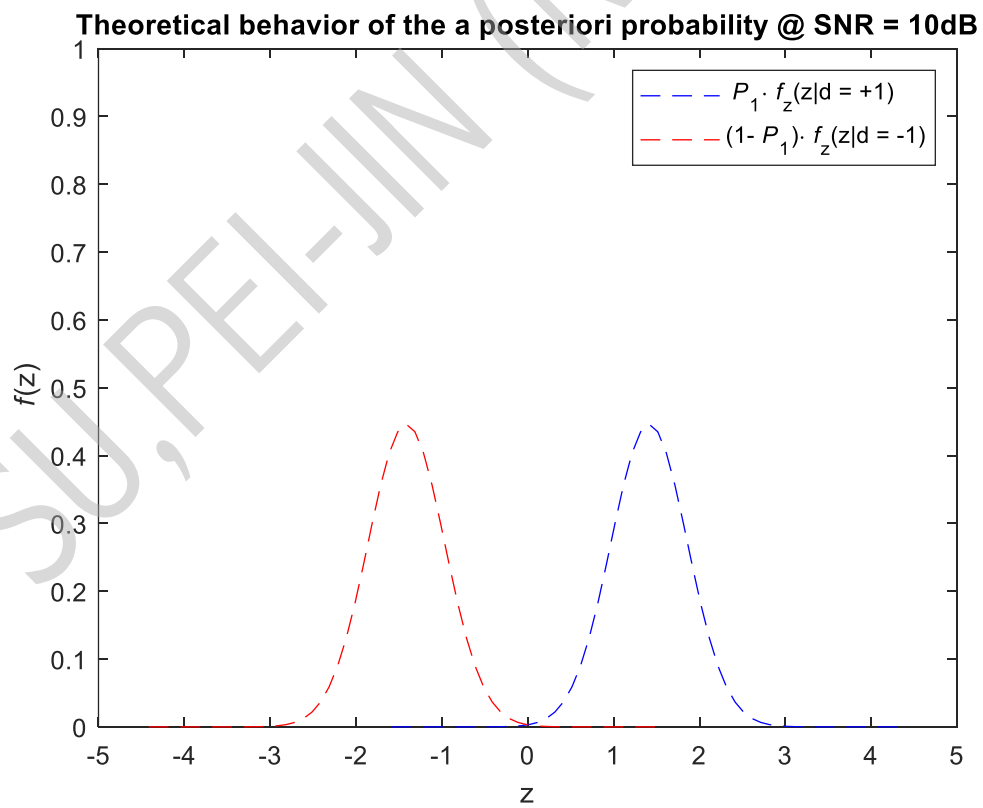 Theoretical behavior of the a posteriori probability @ SNR = 10dB
1
0.9
0.8
0.7
0.6
0.5
0.4
0.3
0.2
0.1
0
f(z)
P₁· f_z(z|d = +1)
(1- P₁)· f_z(z|d = -1)
-5 -4 -3 -2 -1 0 1 2 3 4 5
z
SU,PEI-JIN (